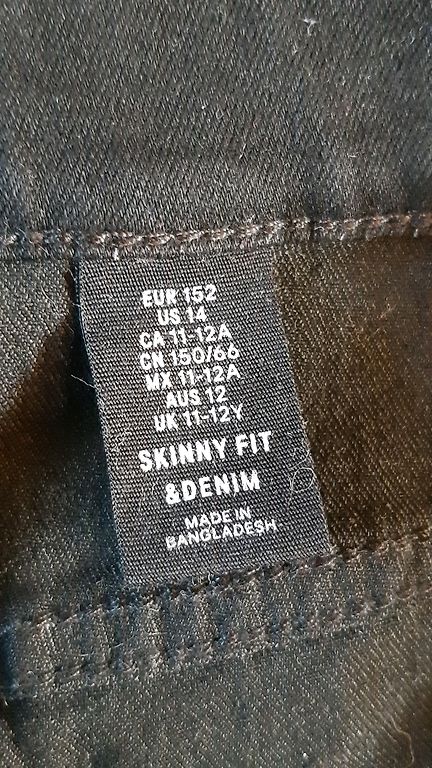 EUR 152
US 14
CA 11-12A
CN 150/66
MX 11-12A
AUS 12
UK 11-12Y
SKINNY FIT
&DENIM
MADE IN
BANGLADESH